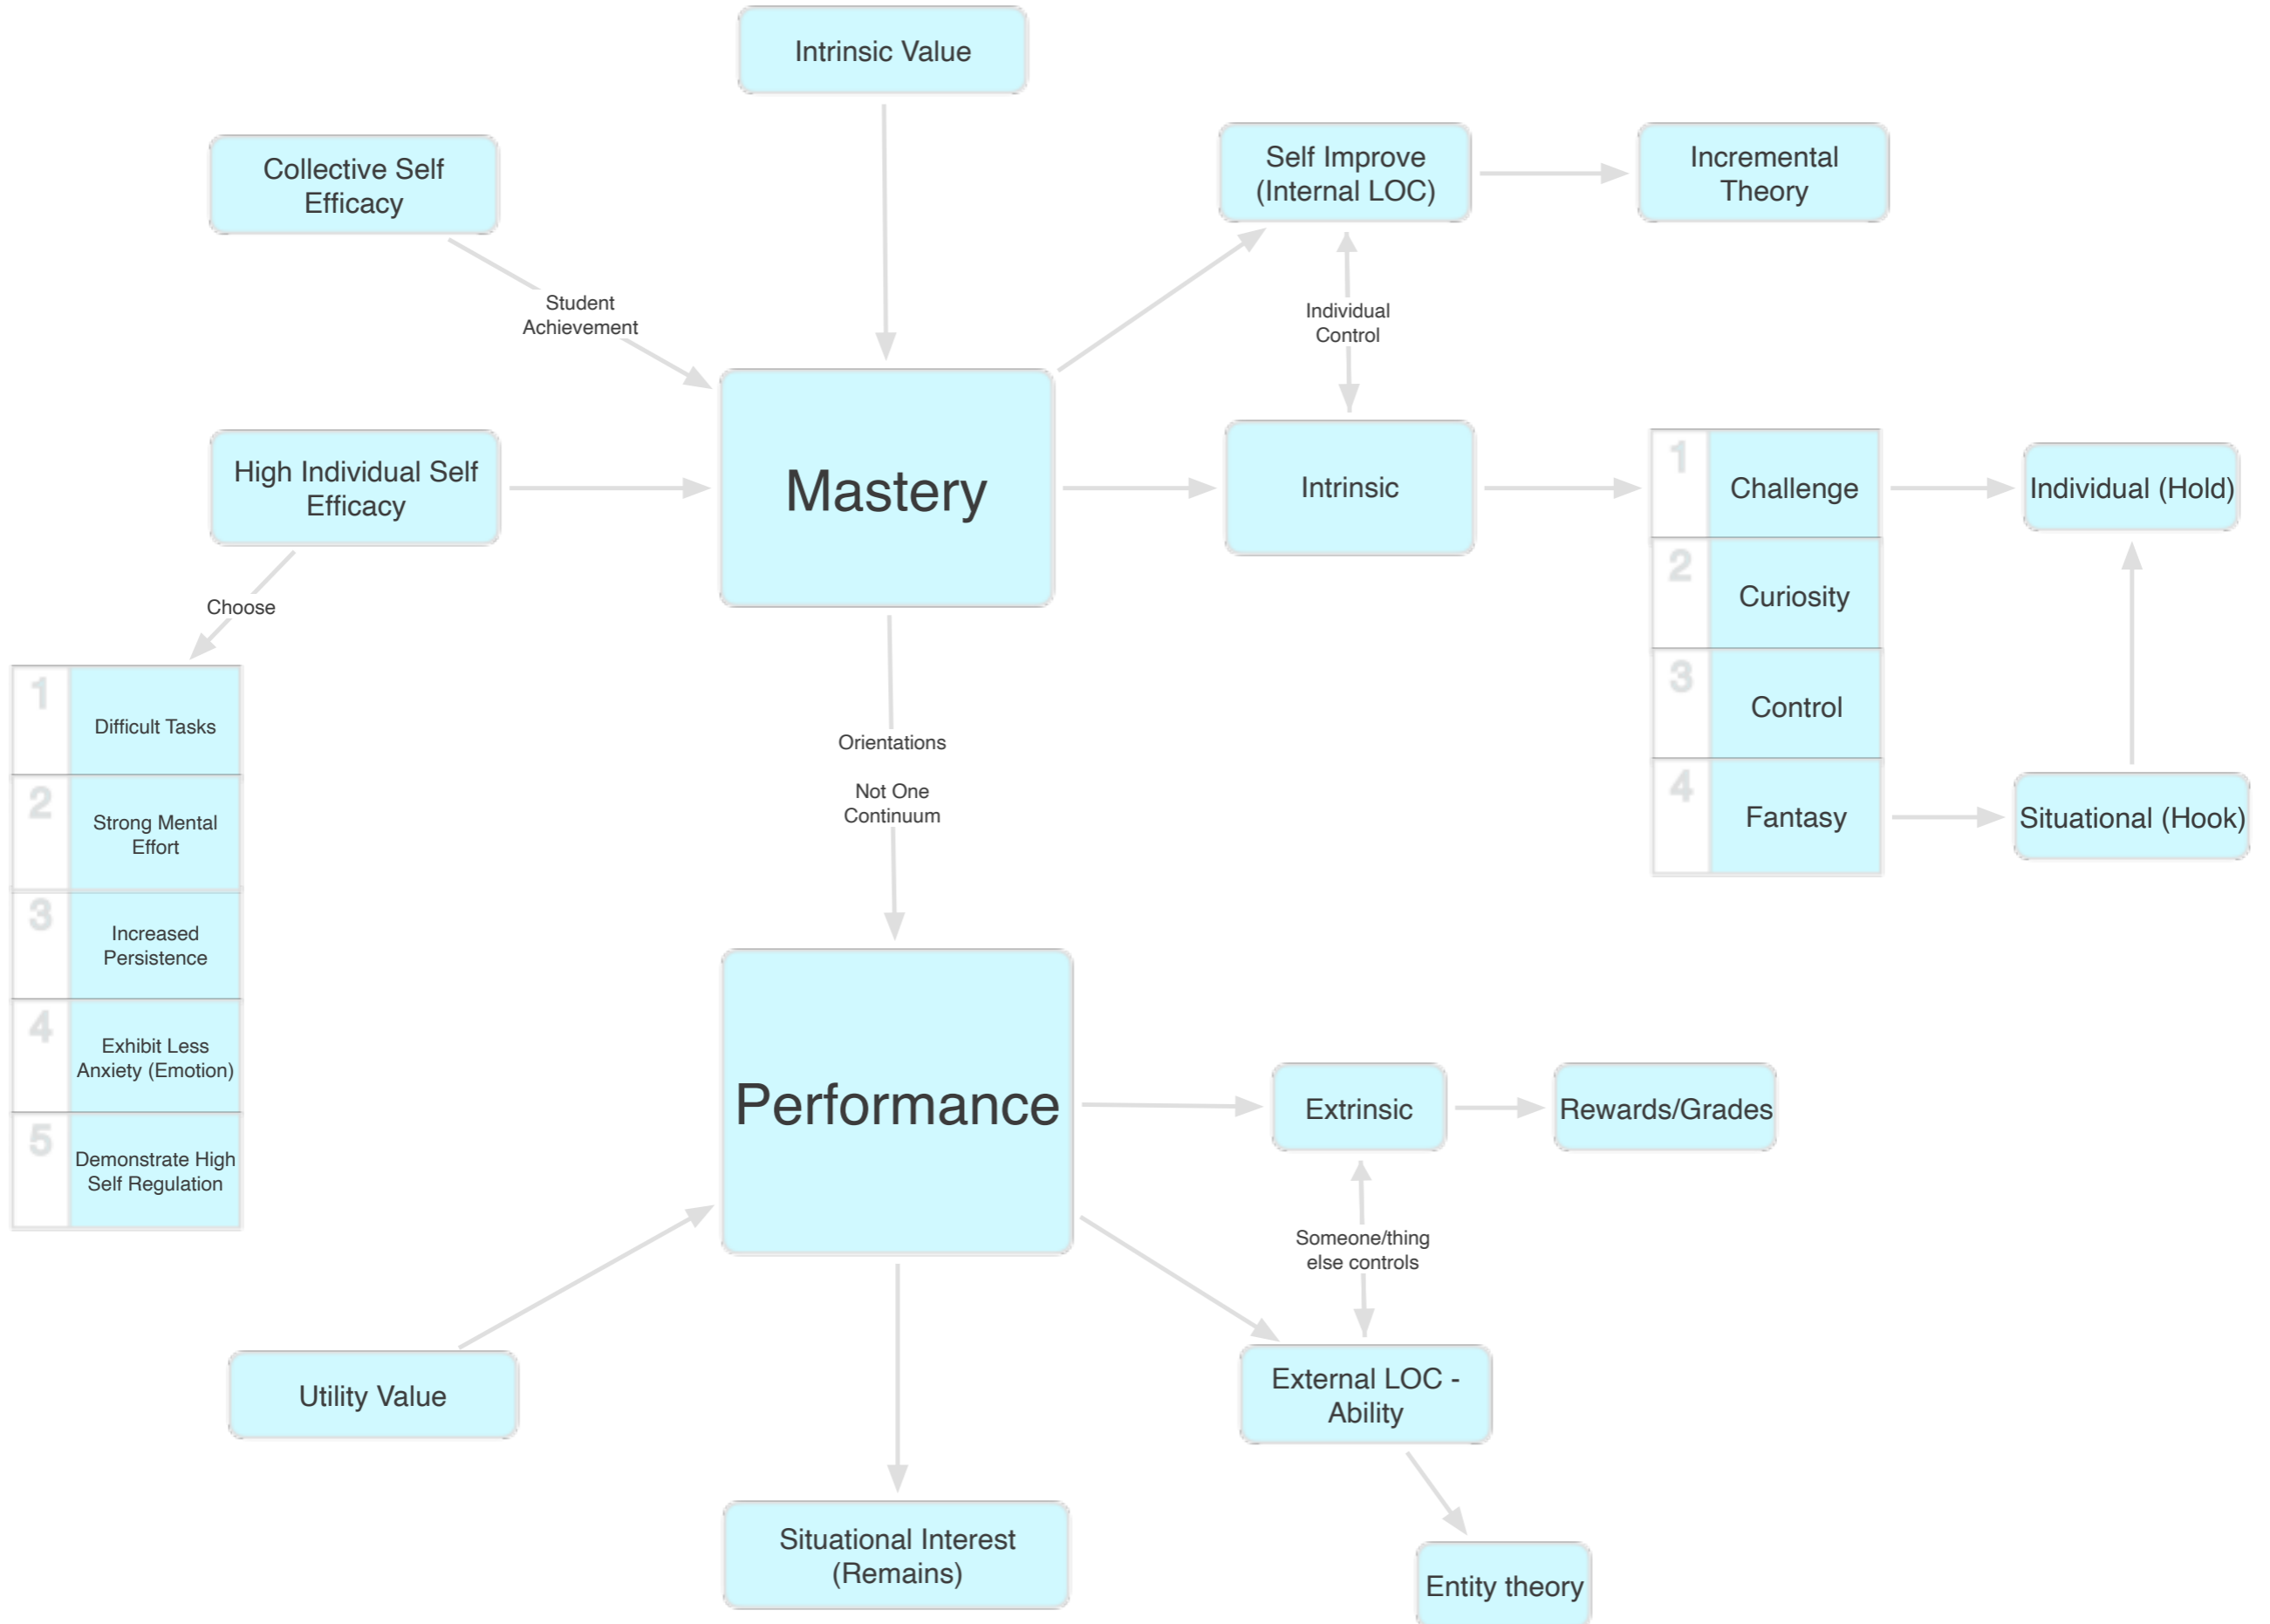 Intrinsic Value
Collective Self
Efficacy
Self Improve
(Internal LOC)
Incremental
Theory
Student
Achievement
Individual
Control
High Individual Self
Efficacy
Mastery
Intrinsic
1
Challenge
2
Curiosity
3
Control
4
Fantasy
Individual (Hold)
Situational (Hook)
Choose
1
Difficult Tasks
2
Strong Mental
Effort
3
Increased
Persistence
4
Exhibit Less
Anxiety (Emotion)
5
Demonstrate High
Self Regulation
Orientations
Not One
Continuum
Performance
Extrinsic
Rewards/Grades
Someone/thing
else controls
Utility Value
External LOC -
Ability
Situational Interest
(Remains)
Entity theory